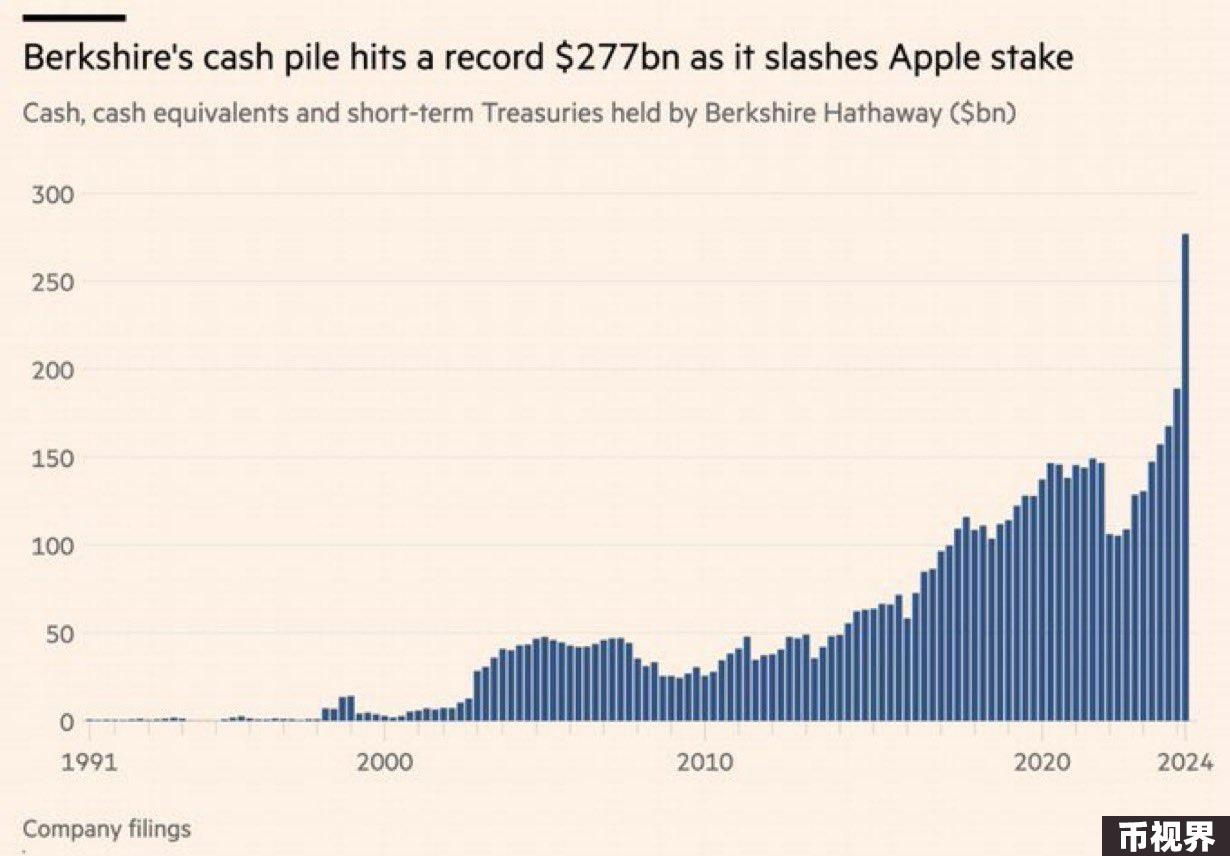 Berkshire's cash pile hits a record $277bn as it slashes Apple stake
Cash, cash equivalents and short-term Treasuries held by Berkshire Hathaway ($bn)
300
250
200
150
100
50
0
1991 2000 2010 2020 2024
Company filings
币视界